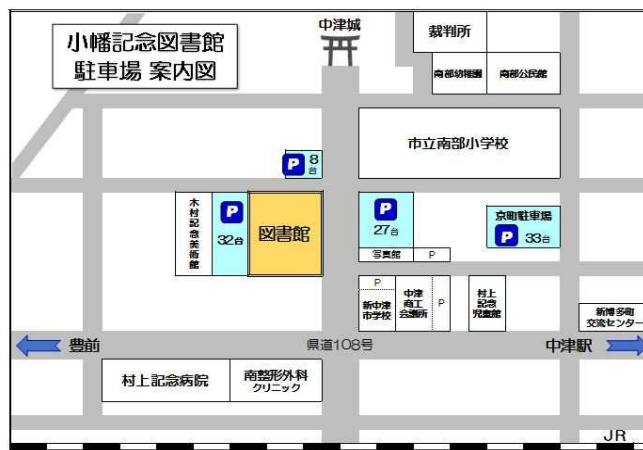 小幡記念図書館
駐車場 案内図
中津城
裁判所
南部幼稚園
南部公民館
市立南部小学校
P 8
台
木村記念美術館
P
32台
図書館
P
27台
写真館
P
京町駐車場
P 33台
P
新中津
市学校
中津
商工
会議所
P
村上
記念
児童館
新博多町
交流センター
豊前
県道108号
中津駅
村上記念病院
南整形外科
クリニック
JR